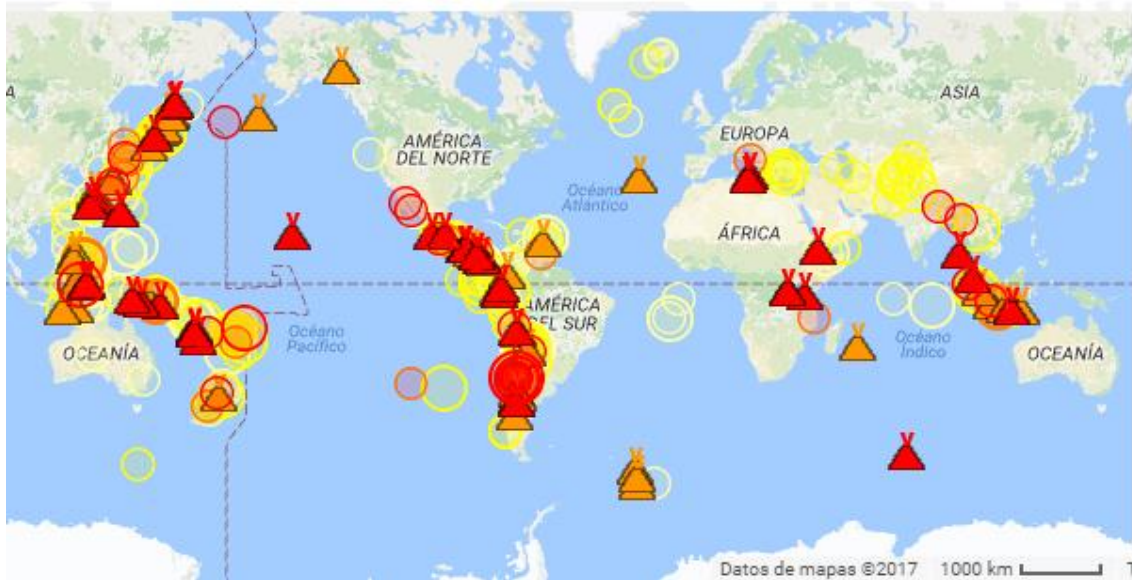 A
ASIA
AMÉRICA
DEL NORTE
EUROPA
Océano
Atlántico
ÁFRICA
AMÉRICA
DEL SUR
Océano
Pacífico
Océano
Índico
OCEANÍA
OCEANÍA
Datos de mapas ©2017 1000 km T